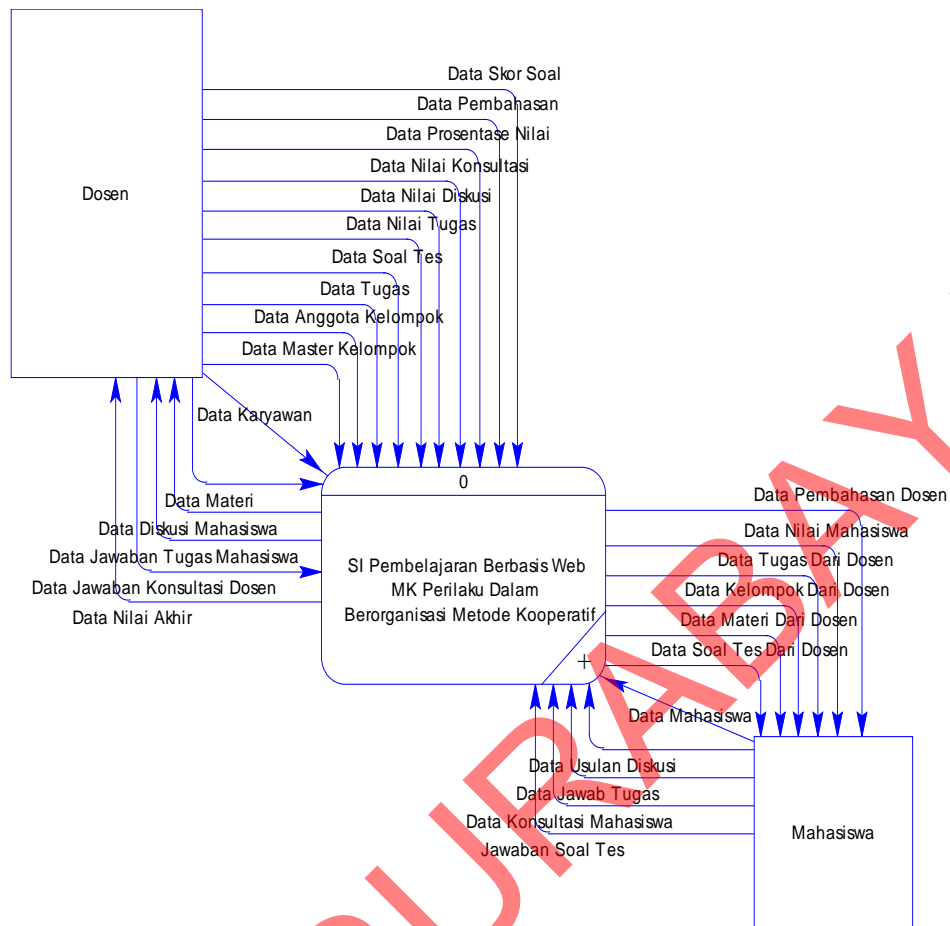 Data Skor Soal
Data Pembahasan
Data Prosentase Nilai
Data Nilai Konsultasi
Dosen
Data Nilai Diskusi
Data Nilai Tugas
Data Soal Tes
Data Tugas
Data Anggota Kelompok
Data Master Kelompok
Data Karyawan
Data Materi
Data Diskusi Mahasiswa
Data Jawaban Tugas Mahasiswa
Data Jawaban Konsultasi Dosen
Data Nilai Akhir
0
SI Pembelajaran Berbasis Web
MK Perilaku Dalam
Berorganisasi Metode Kooperatif
+
Data Pembahasan Dosen
Data Nilai Mahasiswa
Data Tugas Dari Dosen
Data Kelompok Dari Dosen
Data Materi Dari Dosen
Data Soal Tes Dari Dosen
Data Mahasiswa
Data Usulan Diskusi
Data Jawab Tugas
Data Konsultasi Mahasiswa
Jawaban Soal Tes
Mahasiswa
URABAY